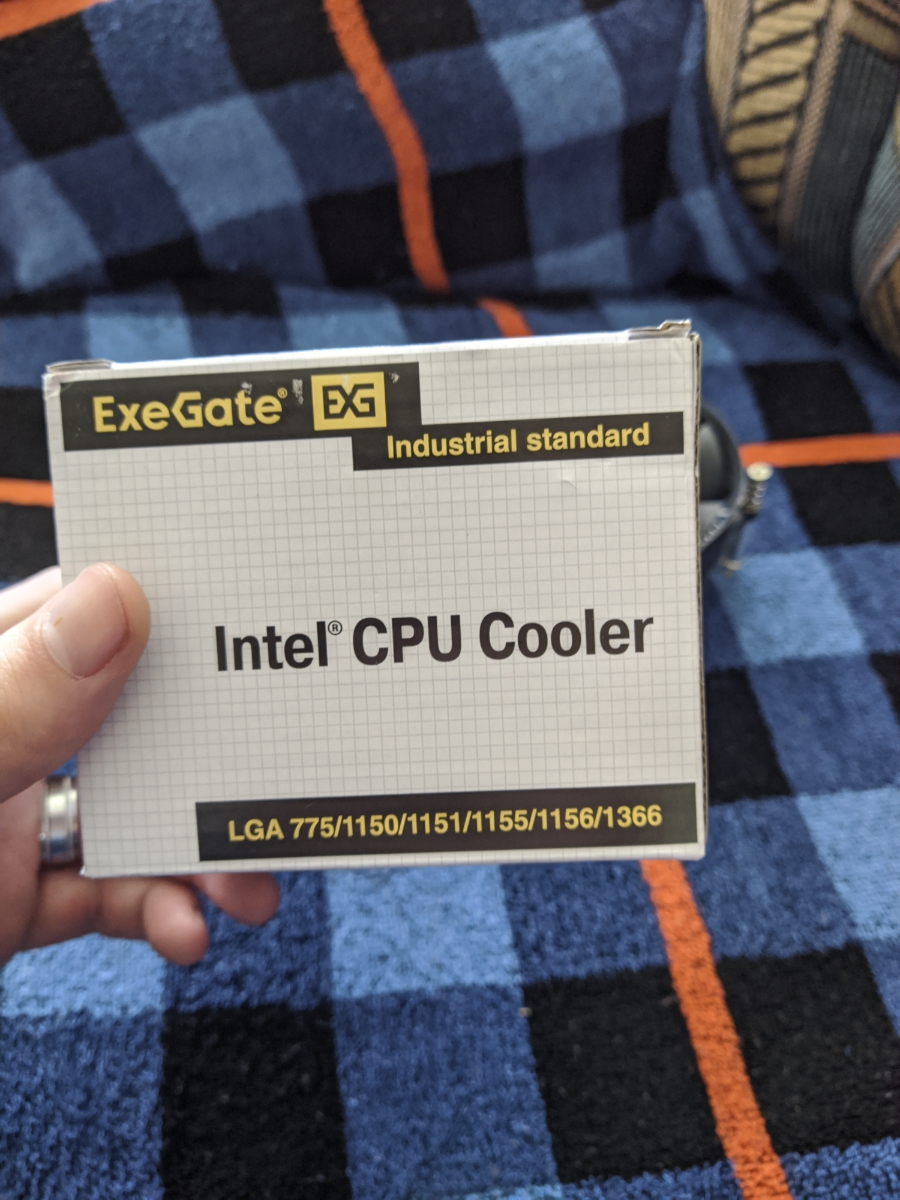 ExeGate® EXG
Industrial standard
Intel® CPU Cooler
LGA 775/1150/1151/1155/1156/1366